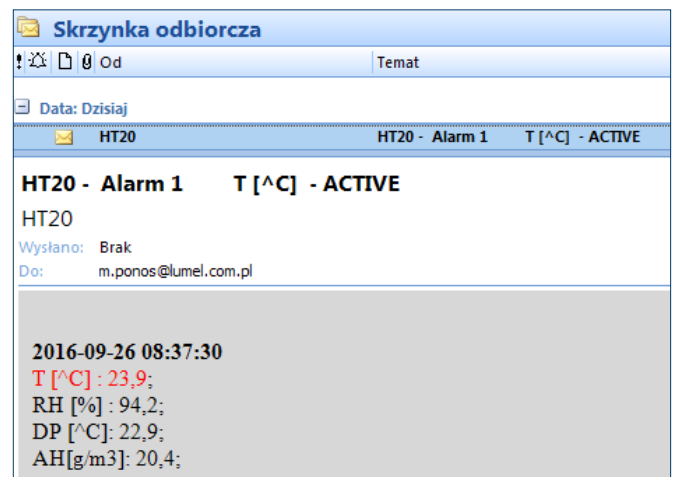 Skrzynka odbiorcza
! Od Temat
Data: Dzisiaj
HT20 HT20 - Alarm 1 T [^C] - ACTIVE
HT20 - Alarm 1 T [^C] - ACTIVE
HT20
Wysłano: Brak
Do: m.ponos@lumel.com.pl
2016-09-26 08:37:30
T [^C] : 23,9;
RH [%] : 94,2;
DP [^C]: 22,9;
AH[g/m3]: 20,4;